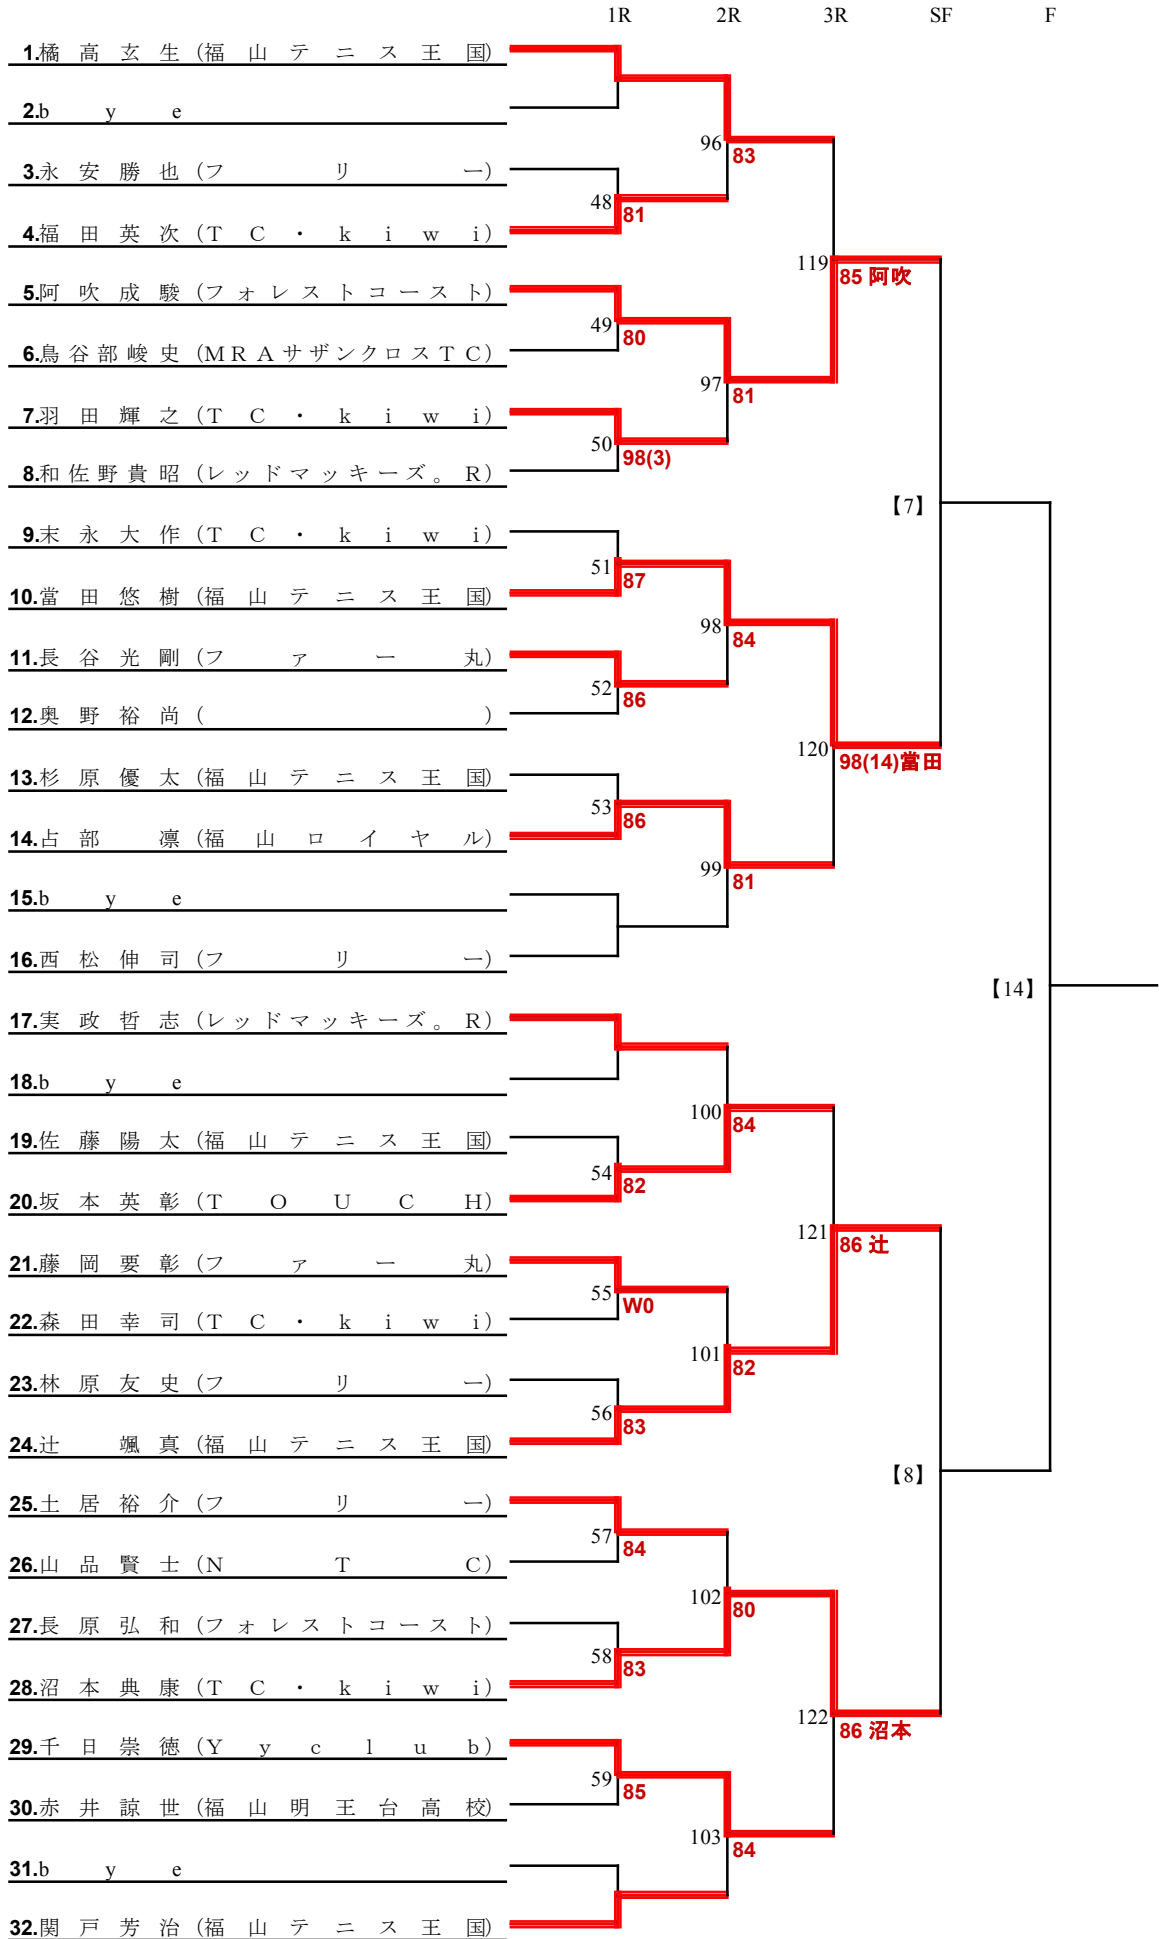 1R 2R 3R SF F
1.橘高玄生(福山テニス王国)
2.bye
96
83
3.永安勝也(フリー)
48
81
4.福田英次(TC・kiwi)
119
85 阿吹
5.阿吹成駿(フォレストコースト)
49
80
6.鳥谷部峻史(MRAサザンクロスTC)
97
81
7.羽田輝之(TC・kiwi)
50
98(3)
8.和佐野貴昭(レッドマッキーズ。R)
【7】
9.末永大作(TC・kiwi)
51
87
10.當田悠樹(福山テニス王国)
98
84
11.長谷光剛(ファー丸)
52
86
12.奥野裕尚( )
120
98(14)當田
13.杉原優太(福山テニス王国)
53
86
14.占部 凛(福山ロイヤル)
99
81
15.bye
16.西松伸司(フリー)
【14】
17.実政哲志(レッドマッキーズ。R)
18.bye
100
84
19.佐藤陽太(福山テニス王国)
54
82
20.坂本英彰(TOUCH)
121
86 辻
21.藤岡要彰(ファー丸)
55
W0
22.森田幸司(TC・kiwi)
101
82
23.林原友史(フリー)
56
83
24.辻 颯真(福山テニス王国)
【8】
25.土居裕介(フリー)
57
84
26.山品賢士(NTC)
102
80
27.長原弘和(フォレストコースト)
58
83
28.沼本典康(TC・kiwi)
122
86 沼本
29.千日崇徳(Yyclub)
59
85
30.赤井諒世(福山明王台高校)
103
84
31.bye
32.関戸芳治(福山テニス王国)